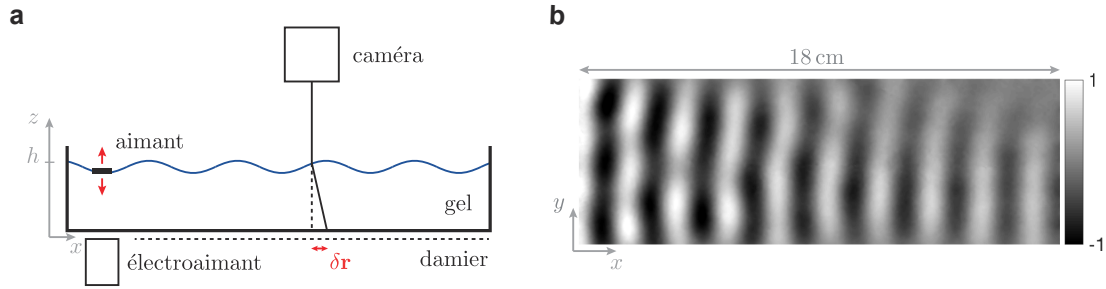 a
caméra
z
aimant
h
gel
x
électroaimant
δr
damier
b
18 cm
1
y
x
-1